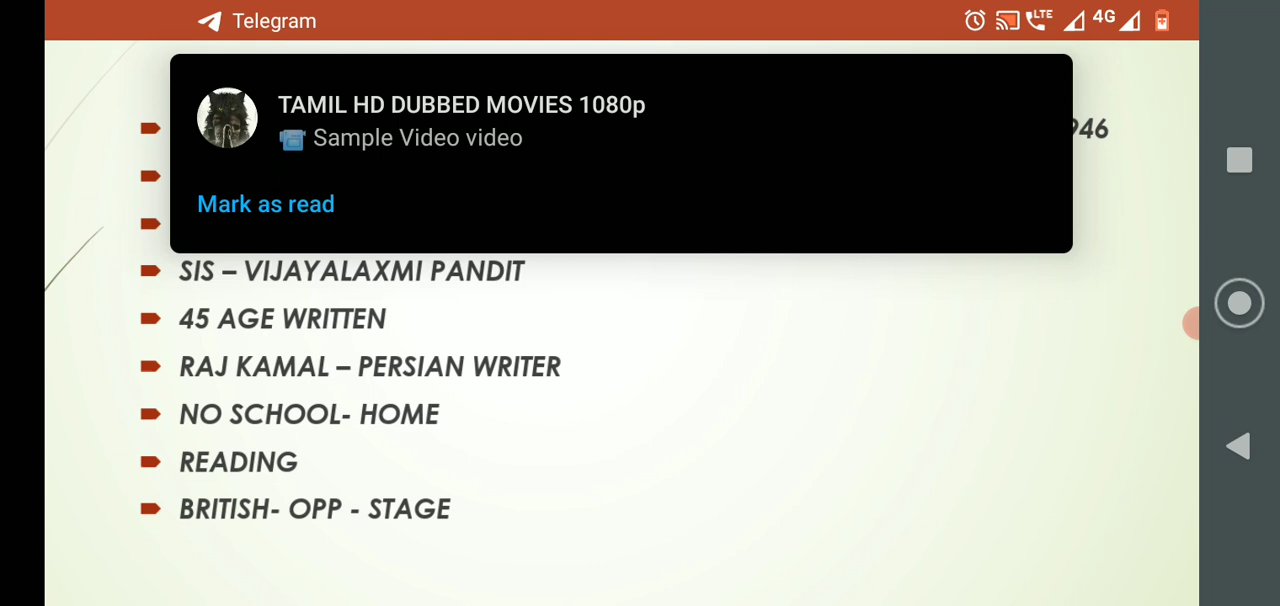 Telegram
LTE 4G
TAMIL HD DUBBED MOVIES 1080p
946
Sample Video video
Mark as read
SIS – VIJAYALAXMI PANDIT
45 AGE WRITTEN
RAJ KAMAL – PERSIAN WRITER
NO SCHOOL- HOME
READING
BRITISH- OPP - STAGE